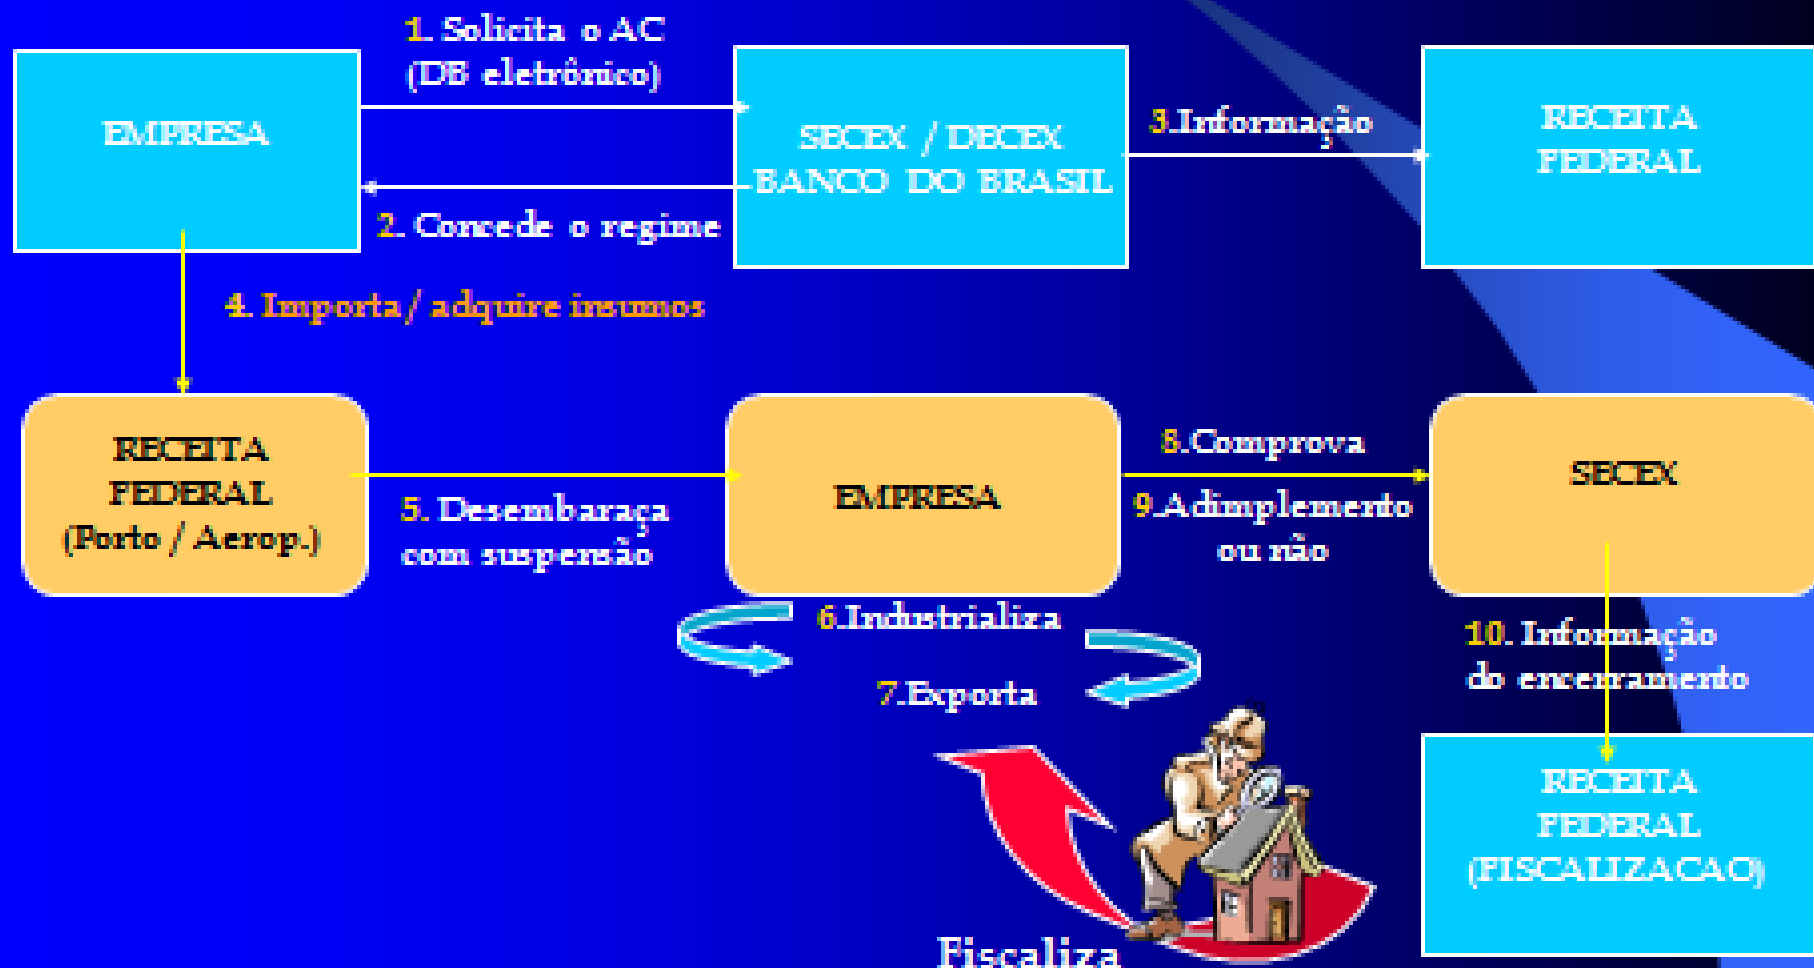 1. Solicita o AC
(DB eletrônico)
EMPRESA
SECEX / DECEX
BANCO DO BRASIL
3.Informação
RECEITA
FEDERAL
2. Concede o regime
4. Importa/ adquire insumos
RECEITA
FEDERAL
(Porto / Aerop.)
5. Desembaraça
com suspensão
EMPRESA
8.Comprova
9.Adimplemento
ou não
SECEX
6.Industrializa
7.Exporta
10. Informação
do encerramento
RECEITA
FEDERAL
(FISCALIZACAO)
Fiscaliza